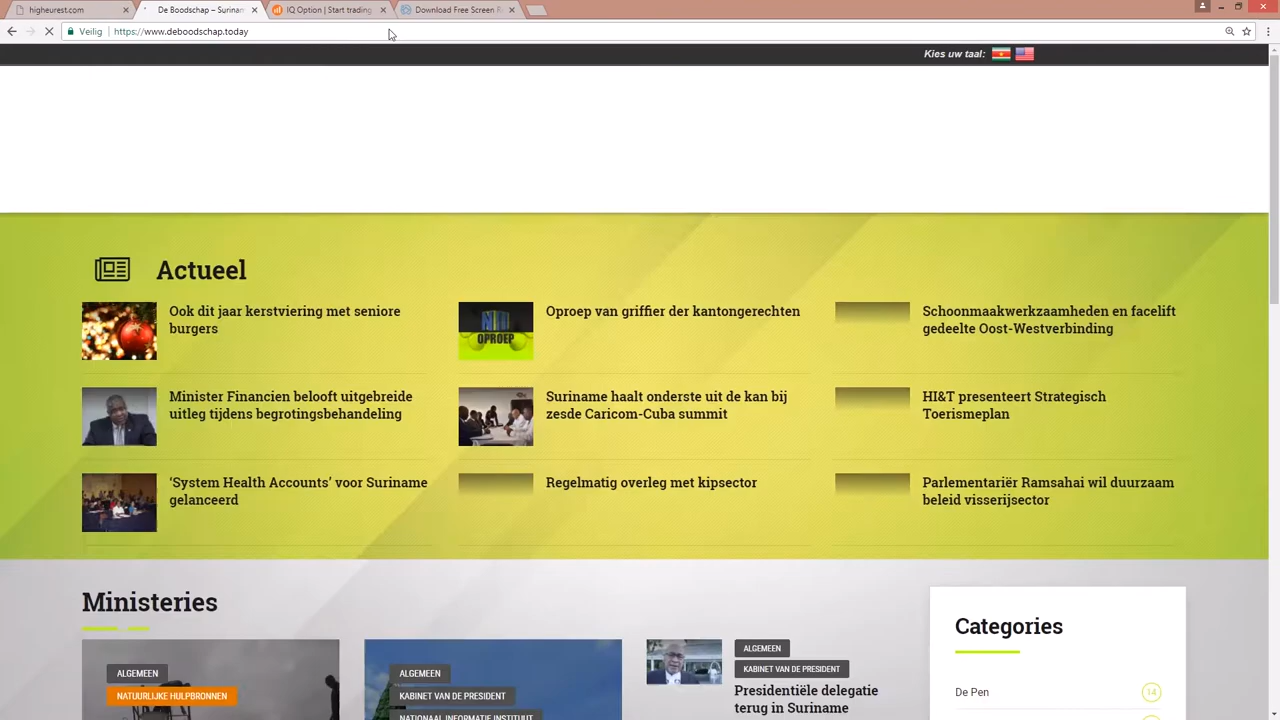 higheurest.com
De Boodschap – Surinam
IQ Option | Start trading
Download Free Screen R
Veilig
https://www.deboodschap.today
Kies uw taal:
Actueel
Ook dit jaar kerstviering met seniore
burgers
Oproep van griffier der kantongerechten
Schoonmaakwerkzaamheden en facelift
gedeelte Oost-Westverbinding
OPROEP
Minister Financien belooft uitgebreide
uitleg tijdens begrotingsbehandeling
Suriname haalt onderste uit de kan bij
zesde Caricom-Cuba summit
HI&T presenteert Strategisch
Toerismeplan
‘System Health Accounts’ voor Suriname
gelanceerd
Regelmatig overleg met kipsector
Parlementariër Ramsahai wil duurzaam
beleid visserijsector
Ministeries
Categories
ALGEMEEN
NATUURLIJKE HULPBRONNEN
ALGEMEEN
KABINET VAN DE PRESIDENT
NATIONAAL INFORMATIE INSTITUUT
ALGEMEEN
KABINET VAN DE PRESIDENT
Presidentiële delegatie
terug in Suriname
De Pen
14